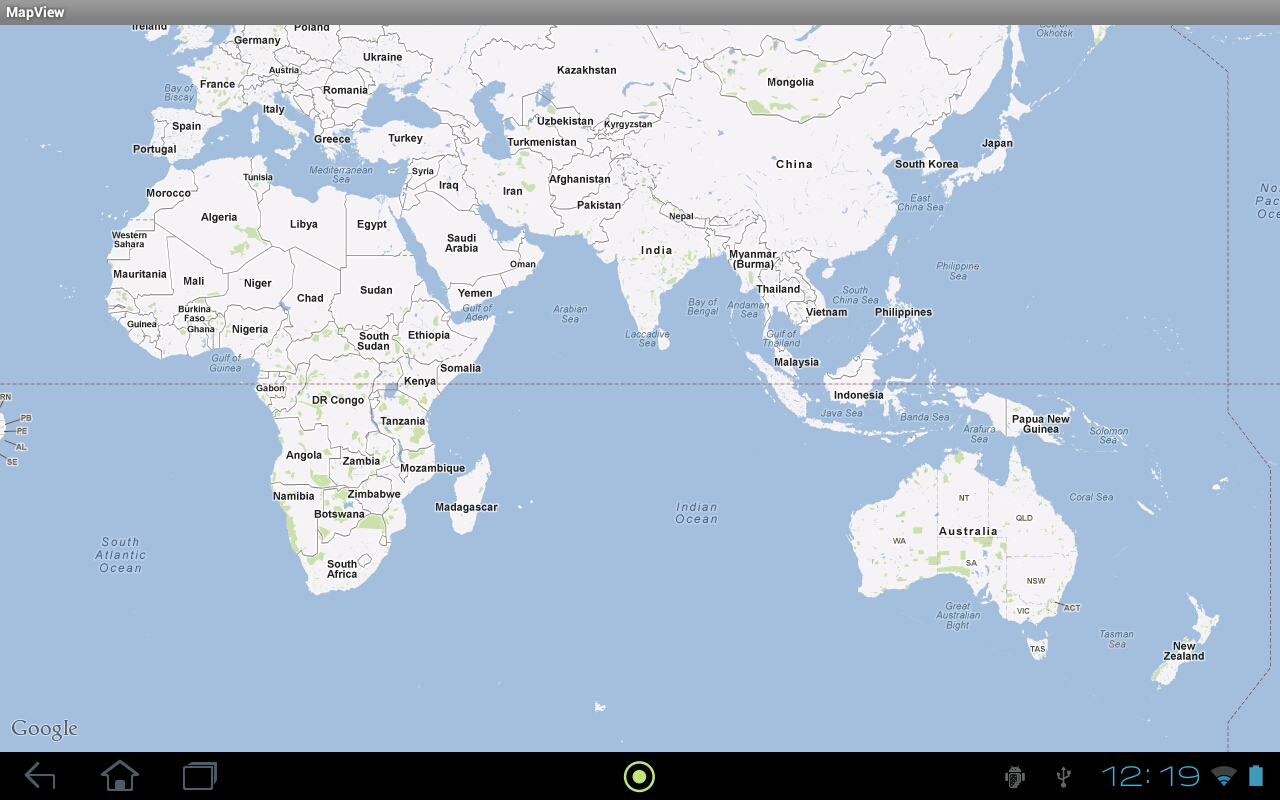 MapView
Ireland
Poland
Sea of
Okhotsk
Germany
Ukraine
Austria
Kazakhstan
Mongolia
France
Romania
Bay of
Biscay
Italy
Uzbekistan
Kyrgyzstan
Spain
Greece
Turkey
Turkmenistan
Japan
Portugal
China
South Korea
Mediterranean
Sea
Tunisia
Syria
Iraq
Iran
Afghanistan
Morocco
Pakistan
East
China Sea
Algeria
Libya
Egypt
Nepal
Western
Sahara
Saudi
Arabia
India
Myanmar
(Burma)
Oman
Philippine
Sea
Mauritania
Mali
Niger
Chad
Sudan
Yemen
Thailand
South
China Sea
Burkina
Faso
Gulf of
Aden
Arabian
Sea
Bay of
Bengal
Andaman
Sea
Vietnam
Philippines
Guinea
Ghana
Nigeria
South
Sudan
Ethiopia
Laccadive
Sea
Gulf of
Thailand
Gulf of
Guinea
Somalia
Malaysia
Gabon
Kenya
DR Congo
Indonesia
RN
PB
PE
AL
SE
Tanzania
Java Sea
Banda Sea
Papua New
Guinea
Arafura
Sea
Solomon
Sea
Angola
Zambia
Mozambique
Namibia
Zimbabwe
Madagascar
Botswana
Indian
Ocean
NT
Coral Sea
QLD
Australia
WA
South
Atlantic
Ocean
South
Africa
SA
NSW
VIC
ACT
Great
Australian
Bight
Tasman
Sea
TAS
New
Zealand
Google
12:19